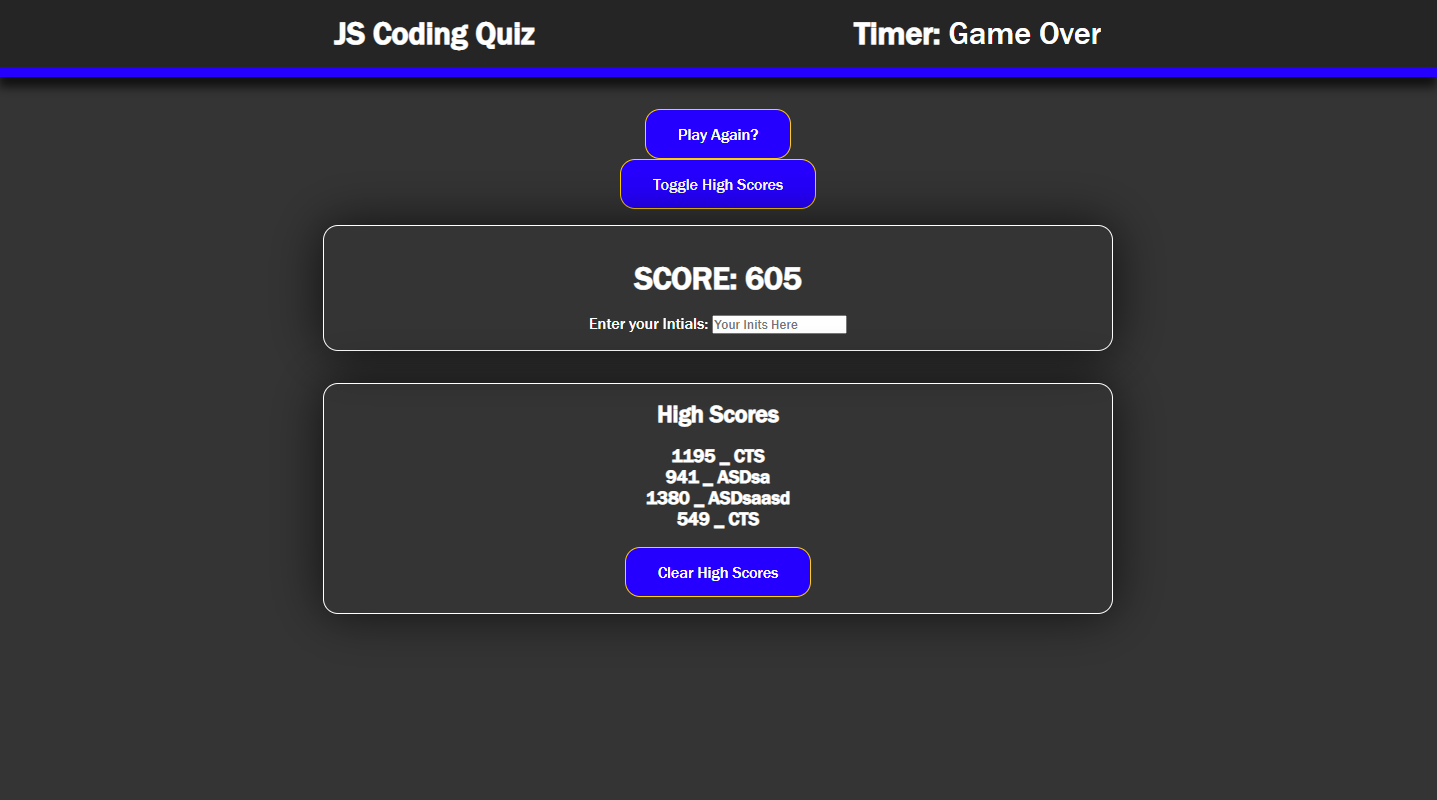 JS Coding Quiz
Timer: Game Over
Play Again?
Toggle High Scores
SCORE: 605
Enter your Intials: Your Inits Here
High Scores
1195 _ CTS
941 _ ASDsa
1380 _ ASDsaasd
549 _ CTS
Clear High Scores